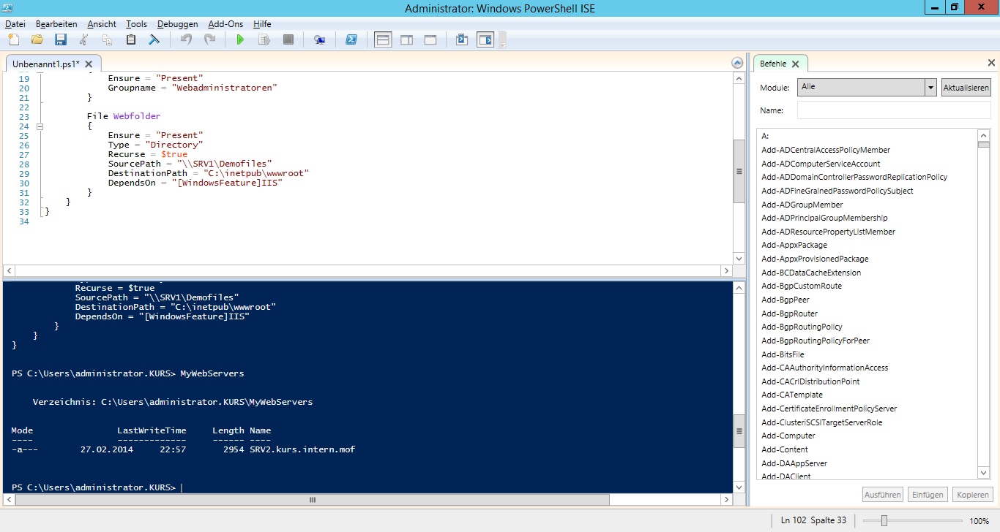 Administrator: Windows PowerShell ISE
Datei Bearbeiten Ansicht Tools Debuggen Add-Ons Hilfe
Unbenannt1.ps1*
19 Ensure = "Present"
20 Groupname = "Webadministratoren"
21 }
22
23 File Webfolder
24 {
25 Ensure = "Present"
26 Type = "Directory"
27 Recurse = $true
28 SourcePath = "\\SRV1\Demofiles"
29 DestinationPath = "C:\inetpub\wwwroot"
30 DependsOn = "[WindowsFeature]IIS"
31 }
32 }
33 }
34
Recurse = $true
SourcePath = "\\SRV1\Demofiles"
DestinationPath = "C:\inetpub\wwwroot"
DependsOn = "[WindowsFeature]IIS"
}
}
}
PS C:\Users\administrator.KURS> MyWebServers
Verzeichnis: C:\Users\administrator.KURS\MyWebServers
Mode LastWriteTime Length Name
---- ------------- ------ ----
-a--- 27.02.2014 22:57 2954 SRV2.kurs.intern.mof
PS C:\Users\administrator.KURS>
Befehle
Module: Alle Aktualisieren
Name:
A:
Add-ADCentralAccessPolicyMember
Add-ADComputerServiceAccount
Add-ADDomainControllerPasswordReplicationPolicy
Add-ADFineGrainedPasswordPolicySubject
Add-ADGroupMember
Add-ADPrincipalGroupMembership
Add-ADResourcePropertyListMember
Add-AppxPackage
Add-AppxProvisionedPackage
Add-BCDataCacheExtension
Add-BgpCustomRoute
Add-BgpPeer
Add-BgpRouter
Add-BgpRoutingPolicy
Add-BgpRoutingPolicyForPeer
Add-BitsFile
Add-CAAuthorityInformationAccess
Add-CACrlDistributionPoint
Add-CATemplate
Add-CertificateEnrollmentPolicyServer
Add-ClusteriSCSITargetServerRole
Add-Computer
Add-Content
Add-DAAppServer
Add-DAClient
Ausführen Einfügen Kopieren
Ln 102 Spalte 33 100%